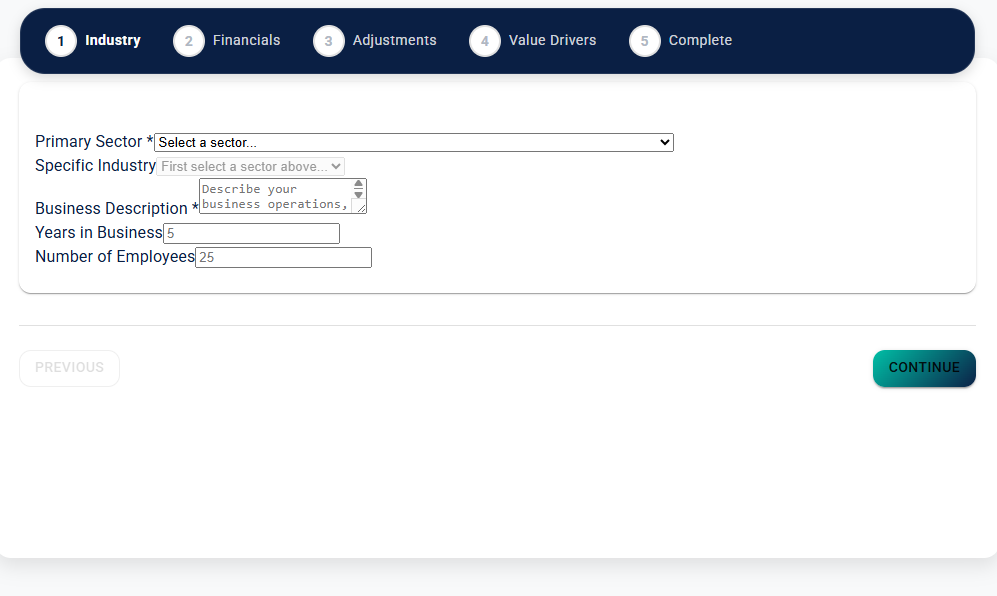 1 Industry 2 Financials 3 Adjustments 4 Value Drivers 5 Complete
Primary Sector * Select a sector...
Specific Industry First select a sector above...
Describe your
Business Description * business operations,
Years in Business 5
Number of Employees 25
PREVIOUS CONTINUE